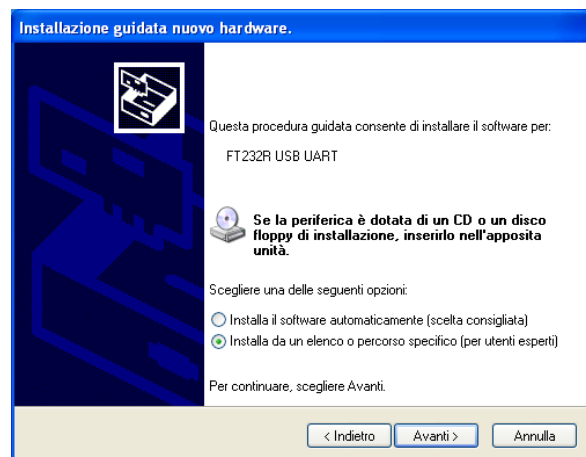 Installazione guidata nuovo hardware.
Questa procedura guidata consente di installare il software per:
FT232R USB UART
Se la periferica è dotata di un CD o un disco
floppy di installazione, inserirlo nell'apposita
unità.
Scegliere una delle seguenti opzioni:
Installa il software automaticamente (scelta consigliata)
Installa da un elenco o percorso specifico (per utenti esperti)
Per continuare, scegliere Avanti.
< Indietro Avanti > Annulla